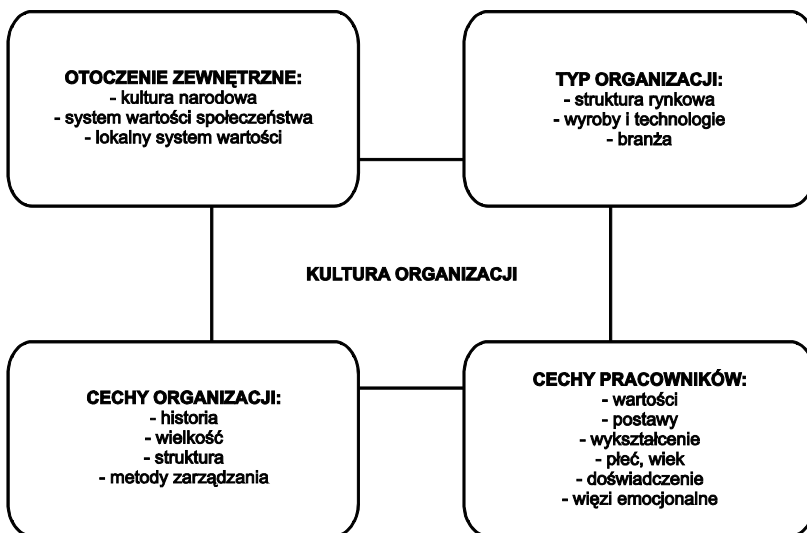 OTOCZENIE ZEWNĘTRZNE:
- kultura narodowa
- system wartości społeczeństwa
- lokalny system wartości
TYP ORGANIZACJI:
- struktura rynkowa
- wyroby i technologie
- branża
KULTURA ORGANIZACJI
CECHY ORGANIZACJI:
- historia
- wielkość
- struktura
- metody zarządzania
CECHY PRACOWNIKÓW:
- wartości
- postawy
- wykształcenie
- płeć, wiek
- doświadczenie
- więzi emocjonalne